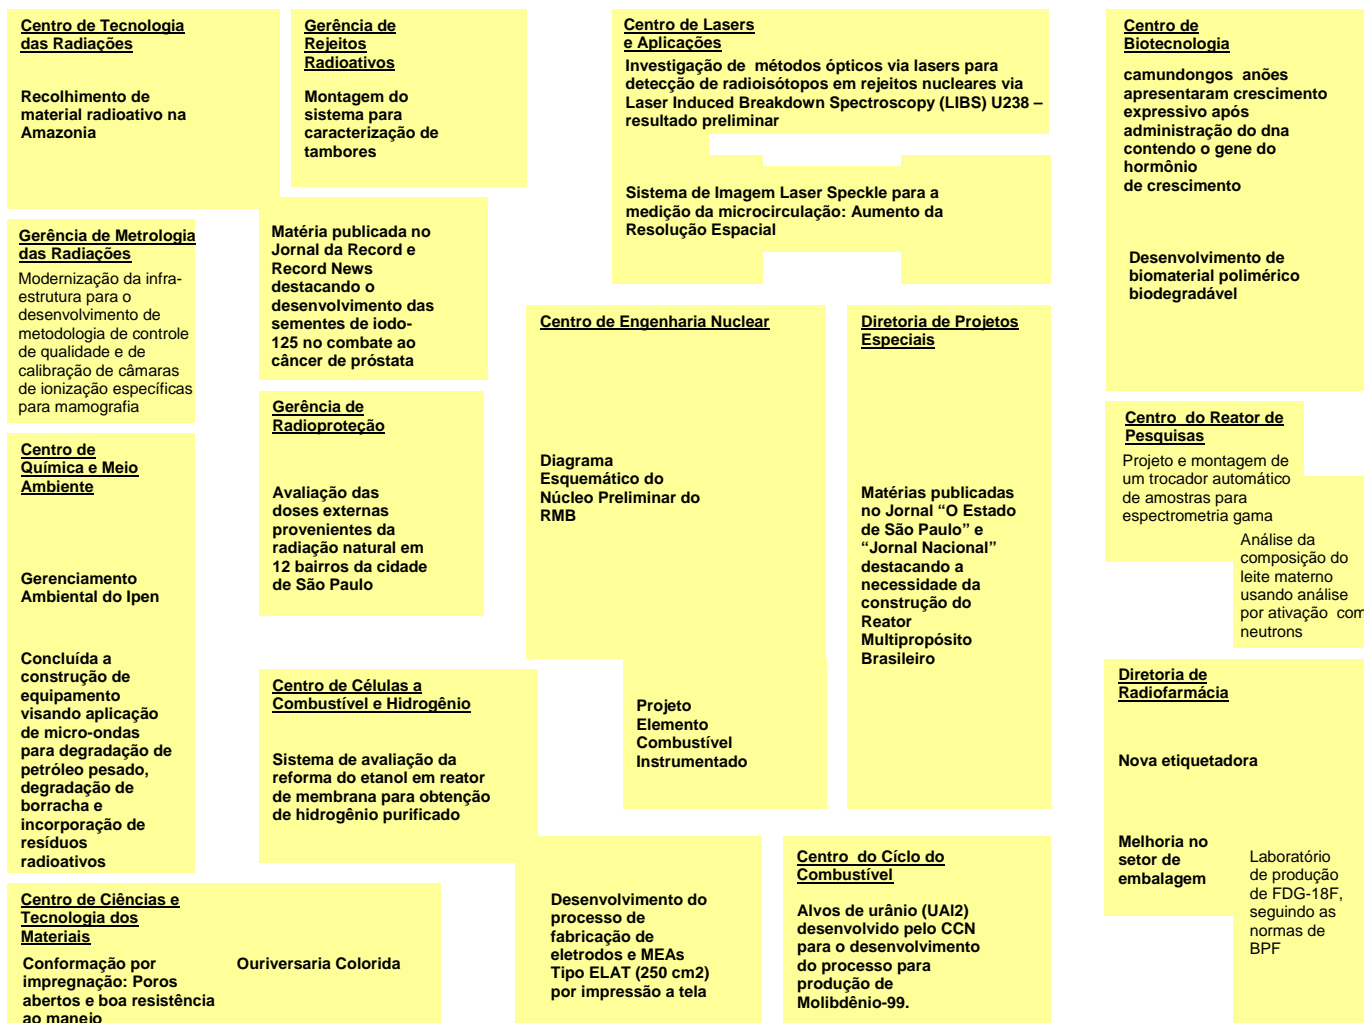 Centro de Tecnologia
das Radiações
Recolhimento de
material radioativo na
Amazonia
Gerência de
Rejeitos
Radioativos
Montagem do
sistema para
caracterização de
tambores
Centro de Lasers
e Aplicações
Investigação de  métodos ópticos via lasers para
detecção de radioisótopos em rejeitos nucleares via
Laser Induced Breakdown Spectroscopy (LIBS) U238 –
resultado preliminar
Sistema de Imagem Laser Speckle para a
medição da microcirculação: Aumento da
Resolução Espacial
Centro de
Biotecnologia
camundongos  anões
apresentaram crescimento
expressivo após
administração do dna
contendo o gene do
hormônio
de crescimento
Desenvolvimento de
biomaterial polimérico
biodegradável
Gerência de Metrologia
das Radiações
Modernização da infra-
estrutura para o
desenvolvimento de
metodologia de controle
de qualidade e de
calibração de câmaras
de ionização específicas
para mamografia
Matéria publicada no
Jornal da Record e
Record News
destacando o
desenvolvimento das
sementes de iodo-
125 no combate ao
câncer de próstata
Centro de Engenharia Nuclear
Diagrama
Esquemático do
Núcleo Preliminar do
RMB
Projeto
Elemento
Combustível
Instrumentado
Diretoria de Projetos
Especiais
Matérias publicadas
no Jornal “O Estado
de São Paulo” e
“Jornal Nacional”
destacando a
necessidade da
construção do
Reator
Multipropósito
Brasileiro
Centro  do Reator de
Pesquisas
Projeto e montagem de
um trocador automático
de amostras para
espectrometria gama
Análise da
composição do
leite materno
usando análise
por ativação  com
neutrons
Gerência de
Radioproteção
Avaliação das
doses externas
provenientes da
radiação natural em
12 bairros da cidade
de São Paulo
Centro de
Química e Meio
Ambiente
Gerenciamento
Ambiental do Ipen
Concluída a
construção de
equipamento
visando aplicação
de micro-ondas
para degradação de
petróleo pesado,
degradação de
borracha e
incorporação de
resíduos
radioativos
Centro de Células a
Combustível e Hidrogênio
Sistema de avaliação da
reforma do etanol em reator
de membrana para obtenção
de hidrogênio purificado
Desenvolvimento do
processo de
fabricação de
eletrodos e MEAs
Tipo ELAT (250 cm2)
por impressão a tela
Centro  do Cíclo do
Combustível
Alvos de urânio (UAl2)
desenvolvido pelo CCN
para o desenvolvimento
do processo para
produção de
Molibdênio-99.
Diretoria de
Radiofarmácia
Nova etiquetadora
Melhoria no
setor de
embalagem
Laboratório
de produção
de FDG-18F,
seguindo as
normas de
BPF
Centro de Ciências e
Tecnologia dos
Materiais
Conformação por
impregnação: Poros
abertos e boa resistência
ao manejo
Ouriversaria Colorida